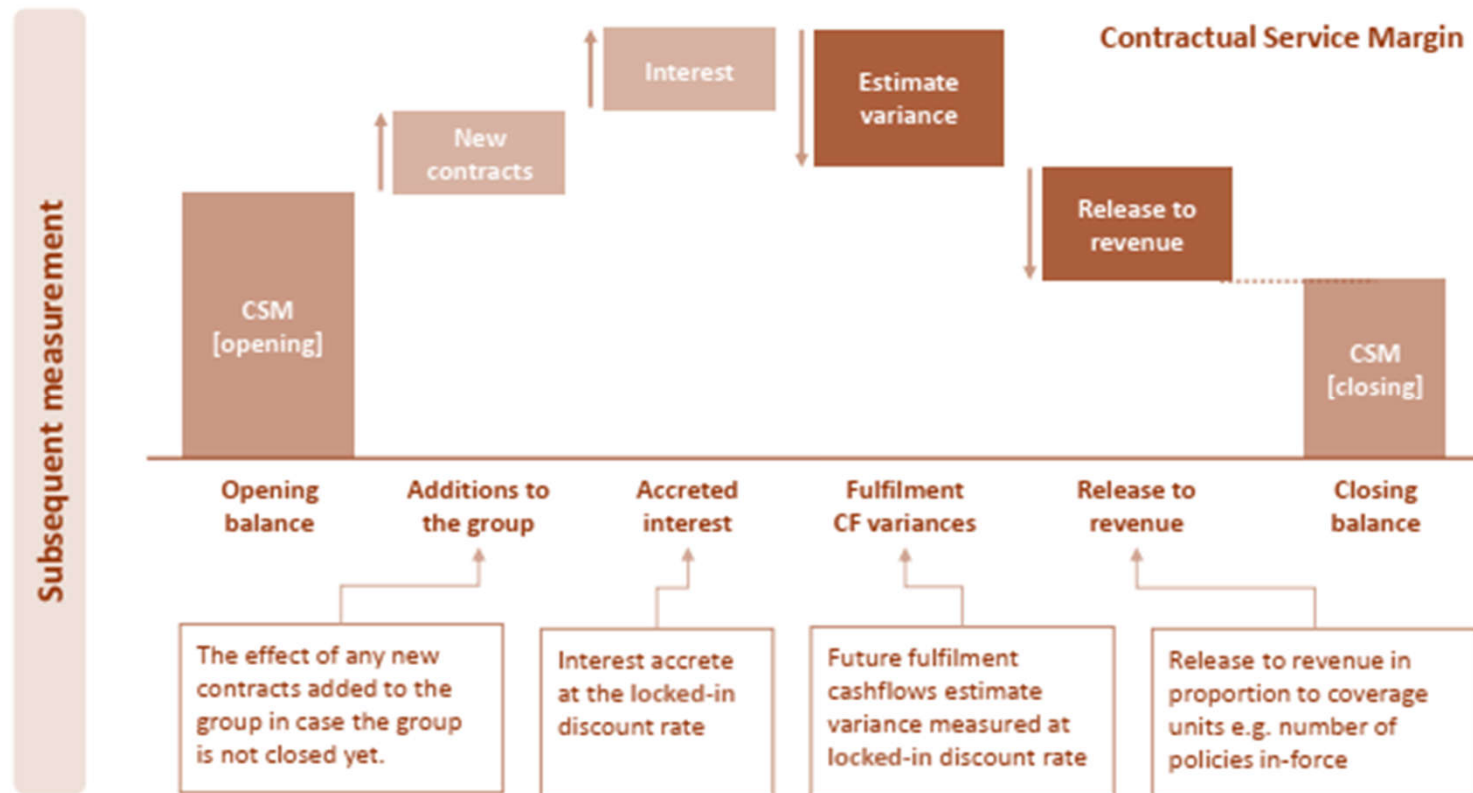 Contractual Service Margin
Subsequent measurement
Interest
Estimate
variance
New
contracts
Release to
revenue
CSM
[opening]
CSM
[closing]
Opening
balance
Additions to
the group
Accreted
interest
Fulfilment
CF variances
Release to
revenue
Closing
balance
The effect of any new
contracts added to the
group in case the group
is not closed yet.
Interest accrete
at the locked-in
discount rate
Future fulfilment
cashflows estimate
variance measured at
locked-in discount rate
Release to revenue in
proportion to coverage
units e.g. number of
policies in-force